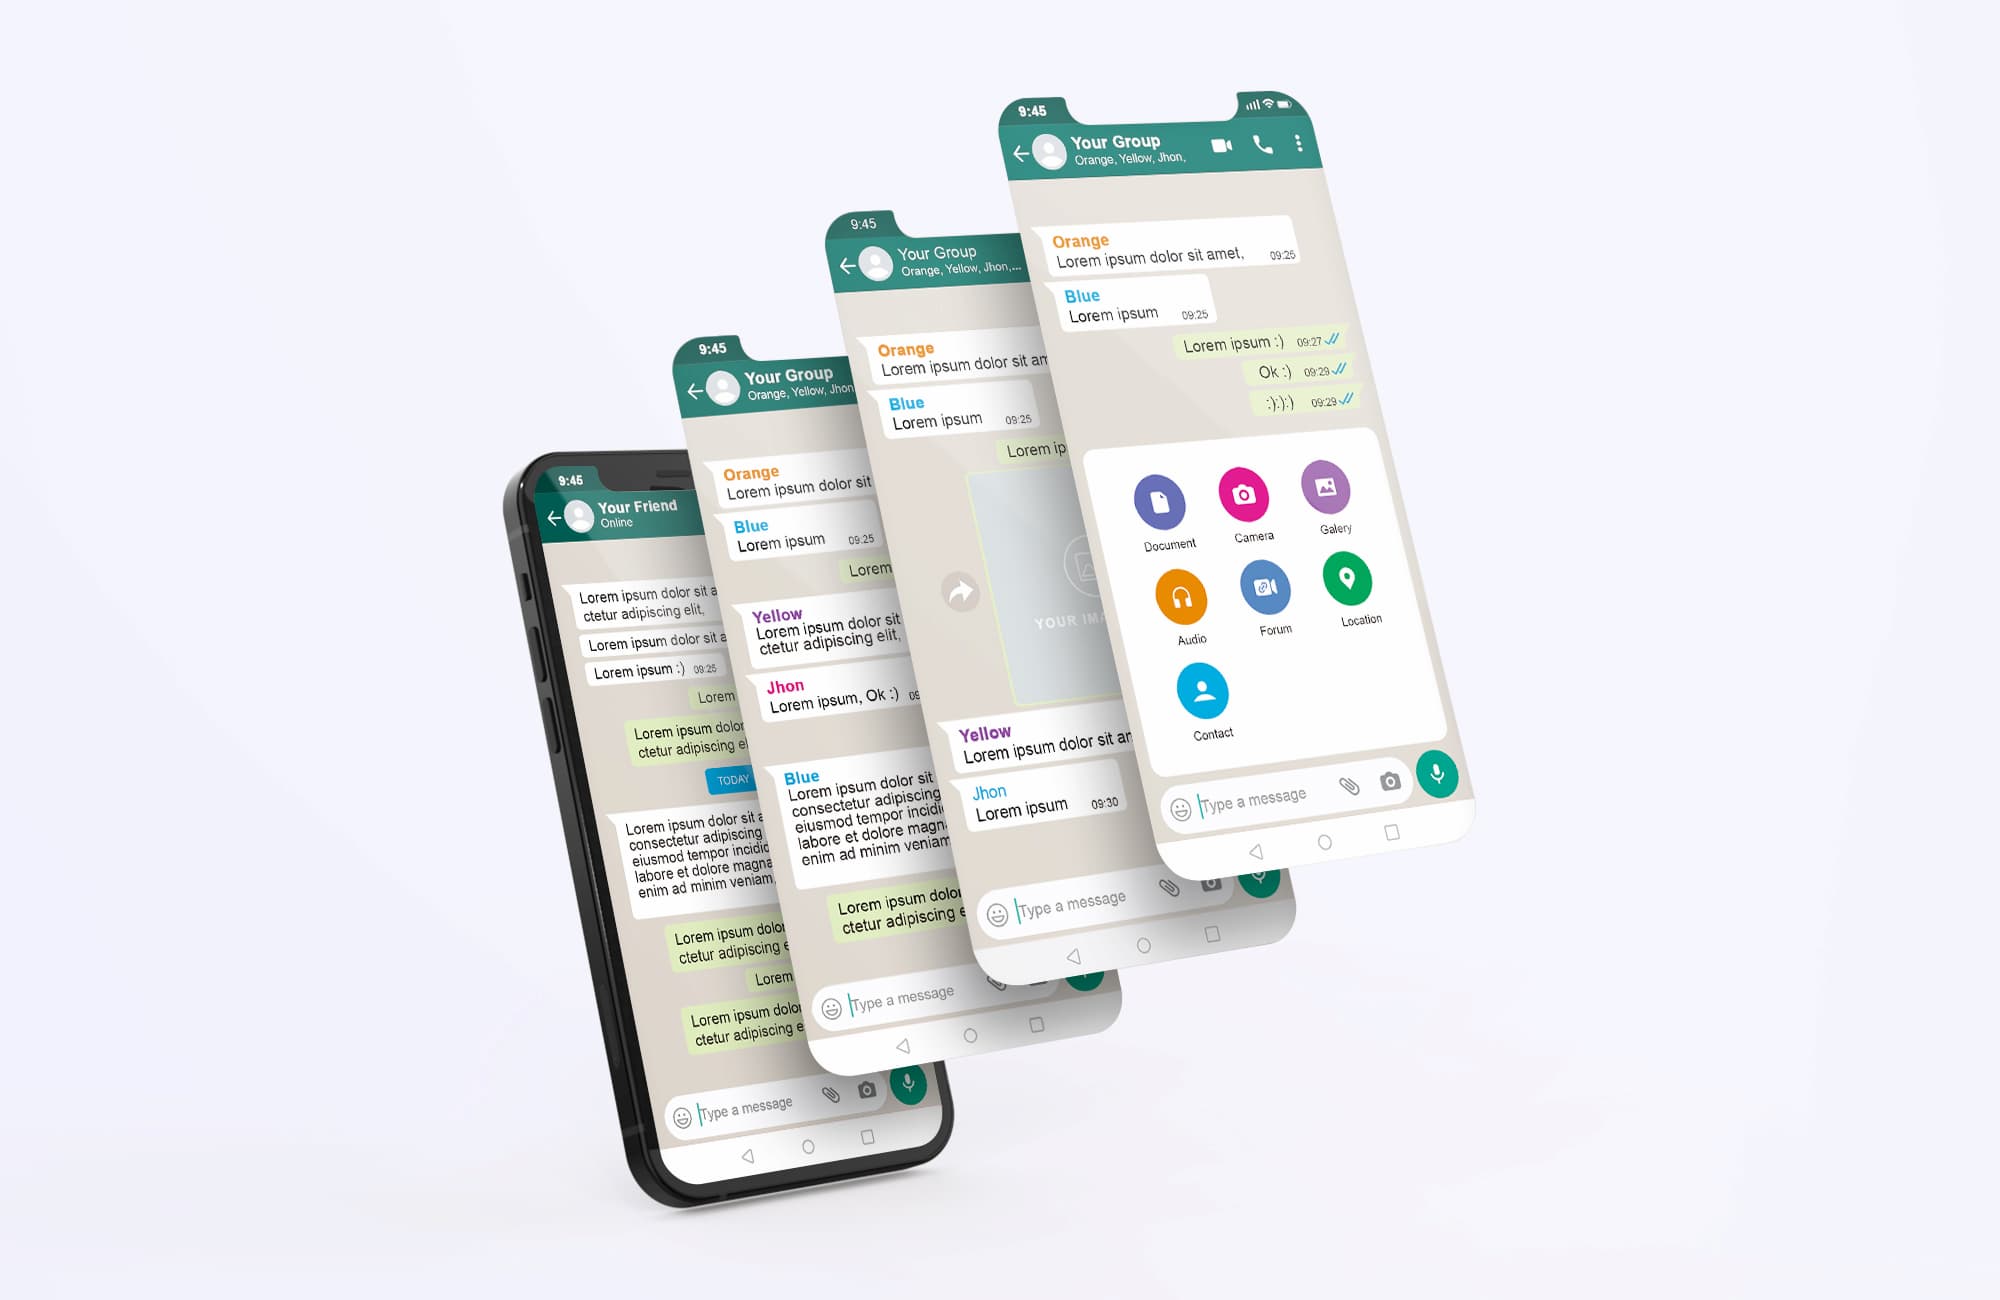 9:45
Your Friend
Online
Lorem ipsum dolor sit a
ctetur adipiscing elit,
Lorem ipsum dolor sit a
Lorem ipsum :) 09:25
Lorem
Lorem ipsum dolor
ctetur adipiscing el
TODAY
Lorem ipsum dolor sit a
consectetur adipiscing
eiusmod tempor incidid
labore et dolore magna
enim ad minim veniam,
Lorem ipsum dolor
ctetur adipiscing e
Lorem
Lorem ipsum dolo
ctetur adipiscing e
Type a message
9:45
Your Group
Orange, Yellow, Jhon
Orange
Lorem ipsum dolor sit
Blue
Lorem ipsum 09:25
Lorem
Yellow
Lorem ipsum dolor sit
ctetur adipiscing elit,
Jhon
Lorem ipsum, Ok :) 09
Blue
Lorem ipsum dolor sit
consectetur adipiscing
eiusmod tempor incidi
labore et dolore magn
enim ad minim veniam
Lorem ipsum dolor
ctetur adipiscing e
Type a message
9:45
Your Group
Orange, Yellow, Jhon,...
Orange
Lorem ipsum dolor sit am
Blue
Lorem ipsum 09:25
Lorem ip
YOUR IMA
Yellow
Lorem ipsum dolor sit am
Jhon
Lorem ipsum 09:30
Type a message
9:45
Your Group
Orange, Yellow, Jhon,
Orange
Lorem ipsum dolor sit amet, 09:25
Blue
Lorem ipsum 09:25
Lorem ipsum :) 09:27
Ok :) 09:29
:):):) 09:29
Document
Camera
Galery
Audio
Forum
Location
Contact
Type a message